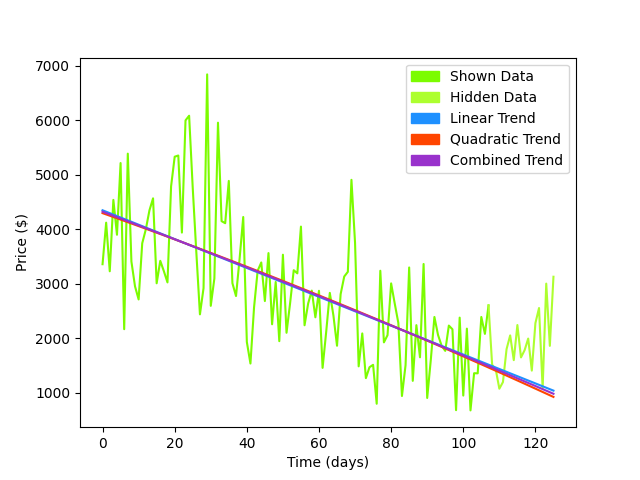 7000
6000
5000
4000
3000
2000
1000
Price ($)
Shown Data
Hidden Data
Linear Trend
Quadratic Trend
Combined Trend
0 20 40 60 80 100 120
Time (days)